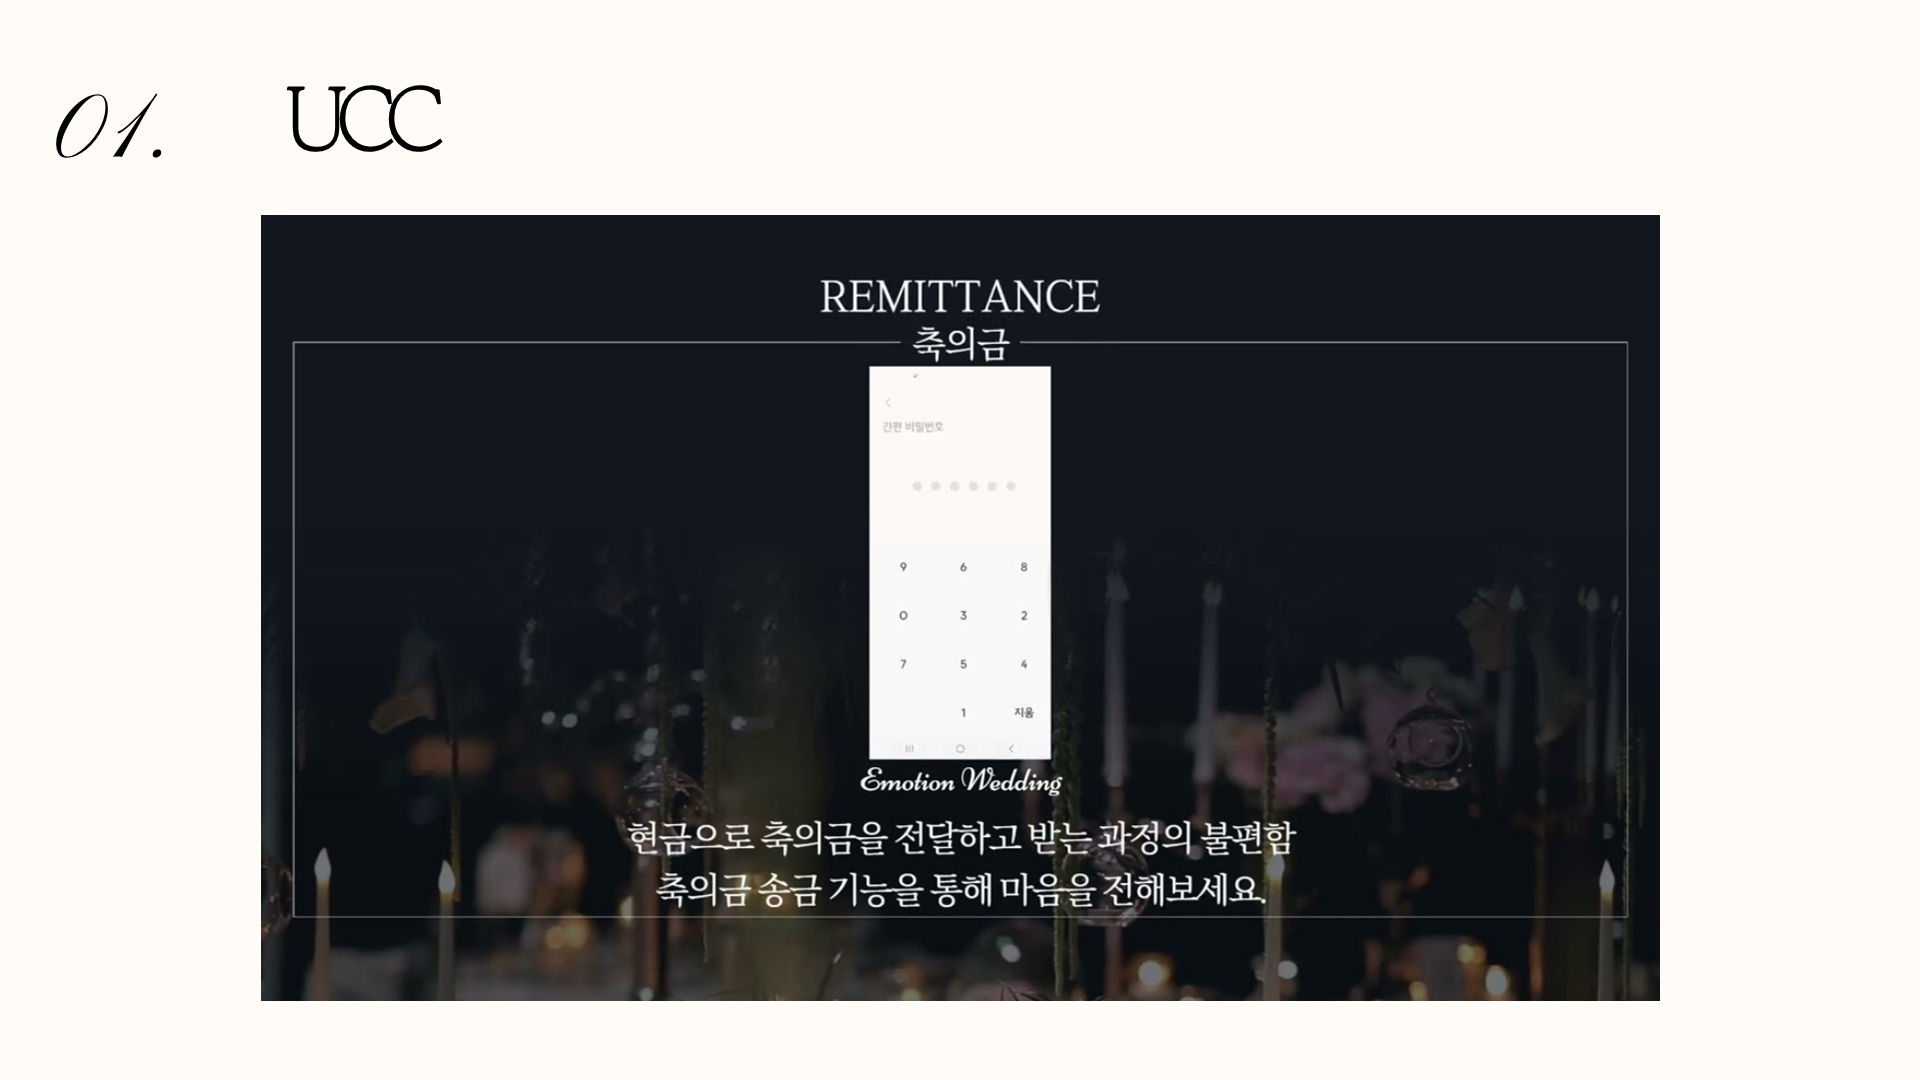 01. UCC
REMITTANCE
축의금
간편 비밀번호
9 6 8
0 3 2
7 5 4
1 지움
Emotion Wedding
현금으로 축의금을 전달하고 받는 과정의 불편함
축의금 송금 기능을 통해 마음을 전해보세요.